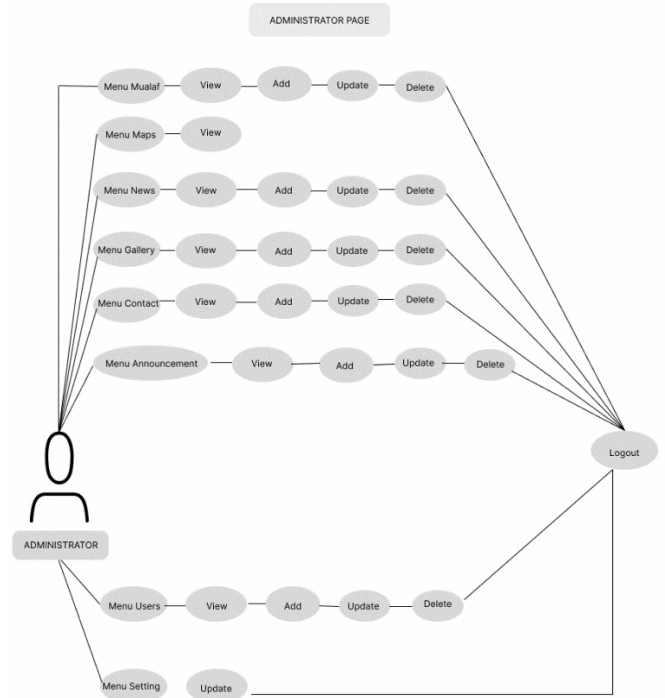 ADMINISTRATOR PAGE
Menu Mualaf View Add Update Delete
Menu Maps View
Menu News View Add Update Delete
Menu Gallery View Add Update Delete
Menu Contact View Add Update Delete
Menu Announcement View Add Update Delete
Logout
ADMINISTRATOR
Menu Users View Add Update Delete
Menu Setting Update